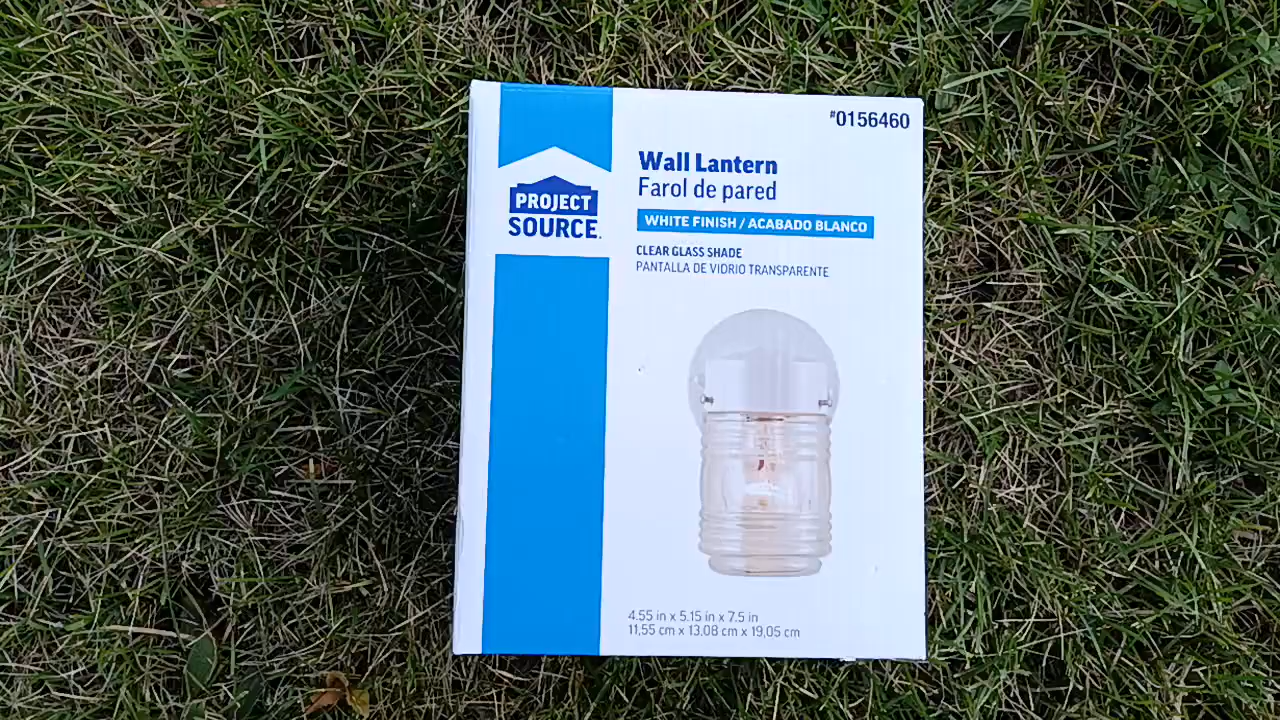 #0156460
PROJECT
SOURCE.
Wall Lantern
Farol de pared
WHITE FINISH / ACABADO BLANCO
CLEAR GLASS SHADE
PANTALLA DE VIDRIO TRANSPARENTE
4.55 in x 5.15 in x 7.5 in
11,55 cm x 13,08 cm x 19,05 cm